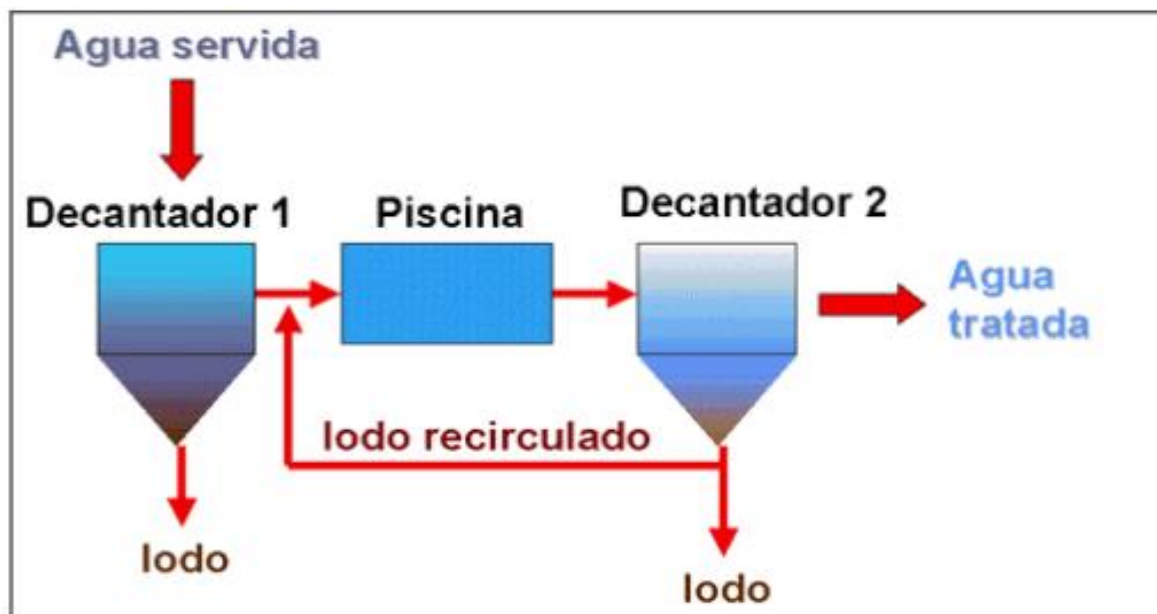 Agua servida
Decantador 1
Piscina
Decantador 2
Agua
tratada
lodo recirculado
lodo
lodo